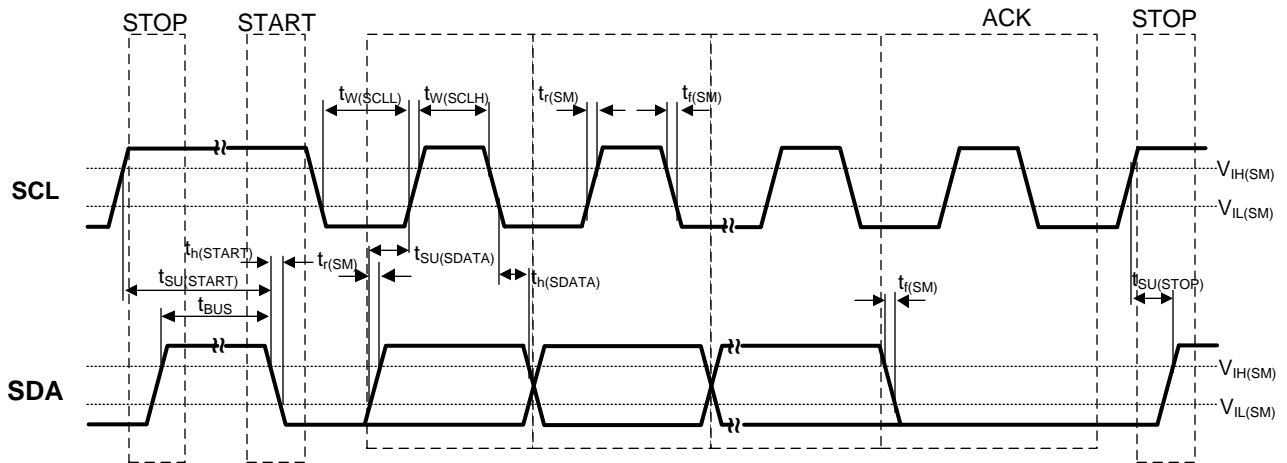 STOP START ACK STOP
tW(SCLL) tW(SCLH) tr(SM) tf(SM)
VIH(SM)
SCL
VIL(SM)
th(START) tr(SM) tSU(SDATA)
tSU(START) th(SDATA) tf(SM) tSU(STOP)
tBUS
VIH(SM)
SDA
VIL(SM)